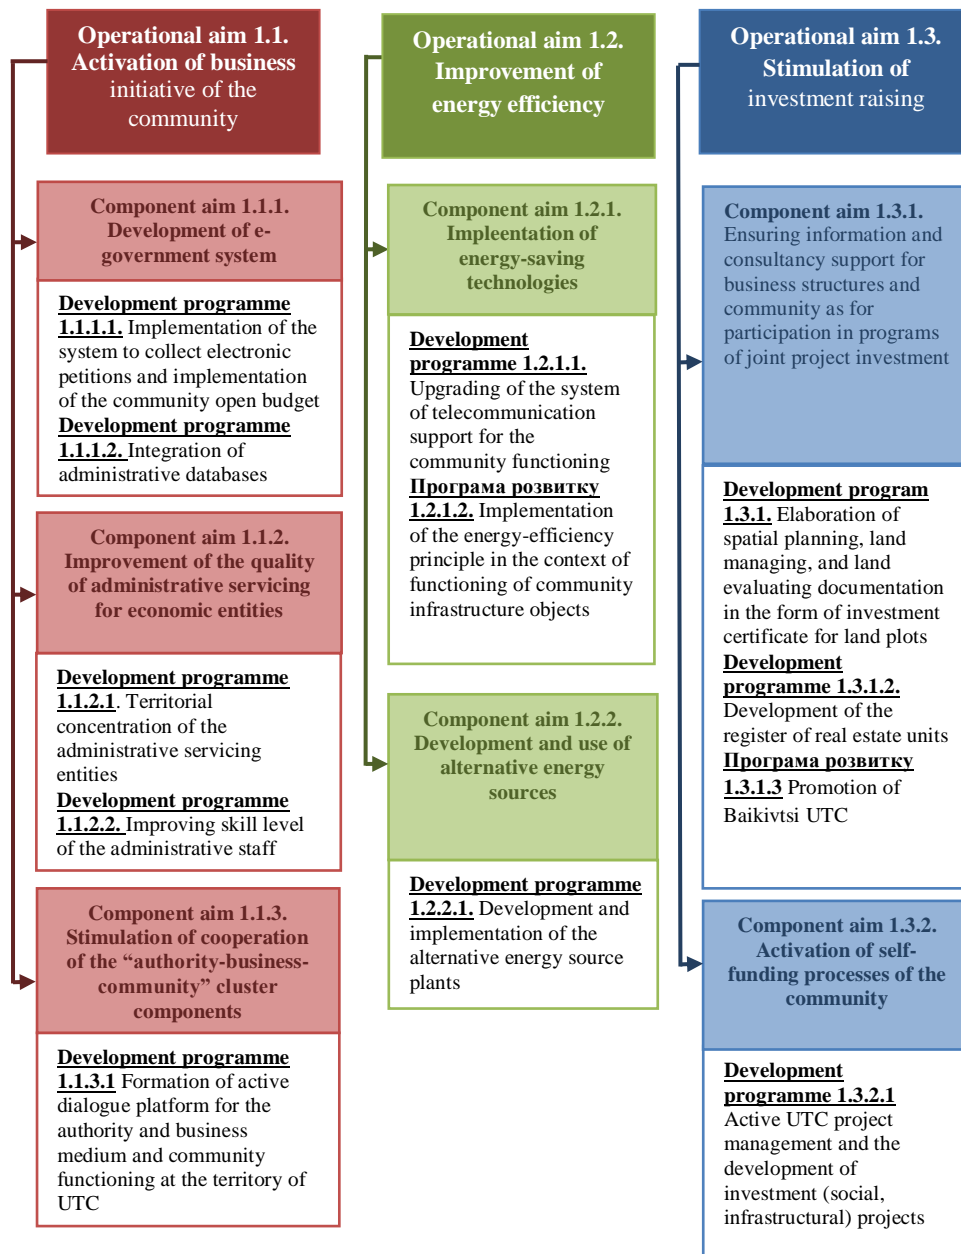 Operational aim 1.1.
Activation of business
initiative of the
community
Component aim 1.1.1.
Development of e-
government system
Development programme
1.1.1.1. Implementation of the
system to collect electronic
petitions and implementation
of the community open budget
Development programme
1.1.1.2. Integration of
administrative databases
Component aim 1.1.2.
Improvement of the quality
of administrative servicing
for economic entities
Development programme
1.1.2.1. Territorial
concentration of the
administrative servicing
entities
Development programme
1.1.2.2. Improving skill level
of the administrative staff
Component aim 1.1.3.
Stimulation of cooperation
of the “authority-business-
community” cluster
components
Development programme
1.1.3.1 Formation of active
dialogue platform for the
authority and business
medium and community
functioning at the territory of
UTC
Operational aim 1.2.
Improvement of
energy efficiency
Component aim 1.2.1.
Impleentation of
energy-saving
technologies
Development
programme 1.2.1.1.
Upgrading of the system
of telecommunication
support for the
community functioning
Програма розвитку
1.2.1.2. Implementation
of the energy-efficiency
principle in the context of
functioning of community
infrastructure objects
Component aim 1.2.2.
Development and use of
alternative energy
sources
Development programme
1.2.2.1. Development and
implementation of the
alternative energy source
plants
Operational aim 1.3.
Stimulation of
investment raising
Component aim 1.3.1.
Ensuring information and
consultancy support for
business structures and
community as for
participation in programs
of joint project investment
Development program
1.3.1. Elaboration of
spatial planning, land
managing, and land
evaluating documentation
in the form of investment
certificate for land plots
Development
programme 1.3.1.2.
Development of the
register of real estate units
Програма розвитку
1.3.1.3 Promotion of
Baikivtsi UTC
Component aim 1.3.2.
Activation of self-
funding processes of the
community
Development
programme 1.3.2.1
Active UTC project
management and the
development of
investment (social,
infrastructural) projects